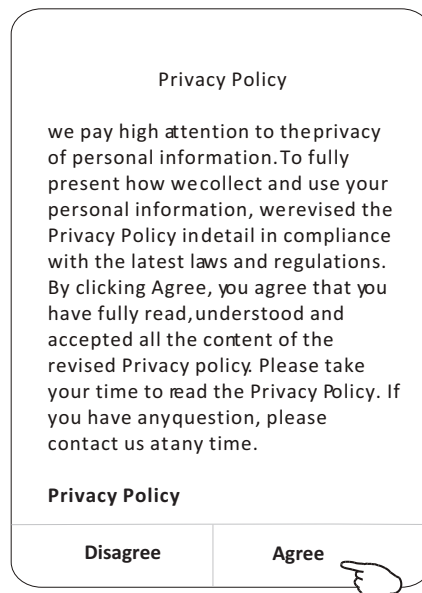 Privacy Policy
we pay high attention to theprivacy
of personal information.To fully
present how wecollect and use your
personal information, werevised the
Privacy Policy indetail in compliance
with the latest laws and regulations.
By clicking Agree, you agree that you
have fully read,understood and
accepted all the content of the
revised Privacy policy. Please take
your time to read the Privacy Policy. If
you have anyquestion, please
contact us atany time.
Privacy Policy
Disagree Agree